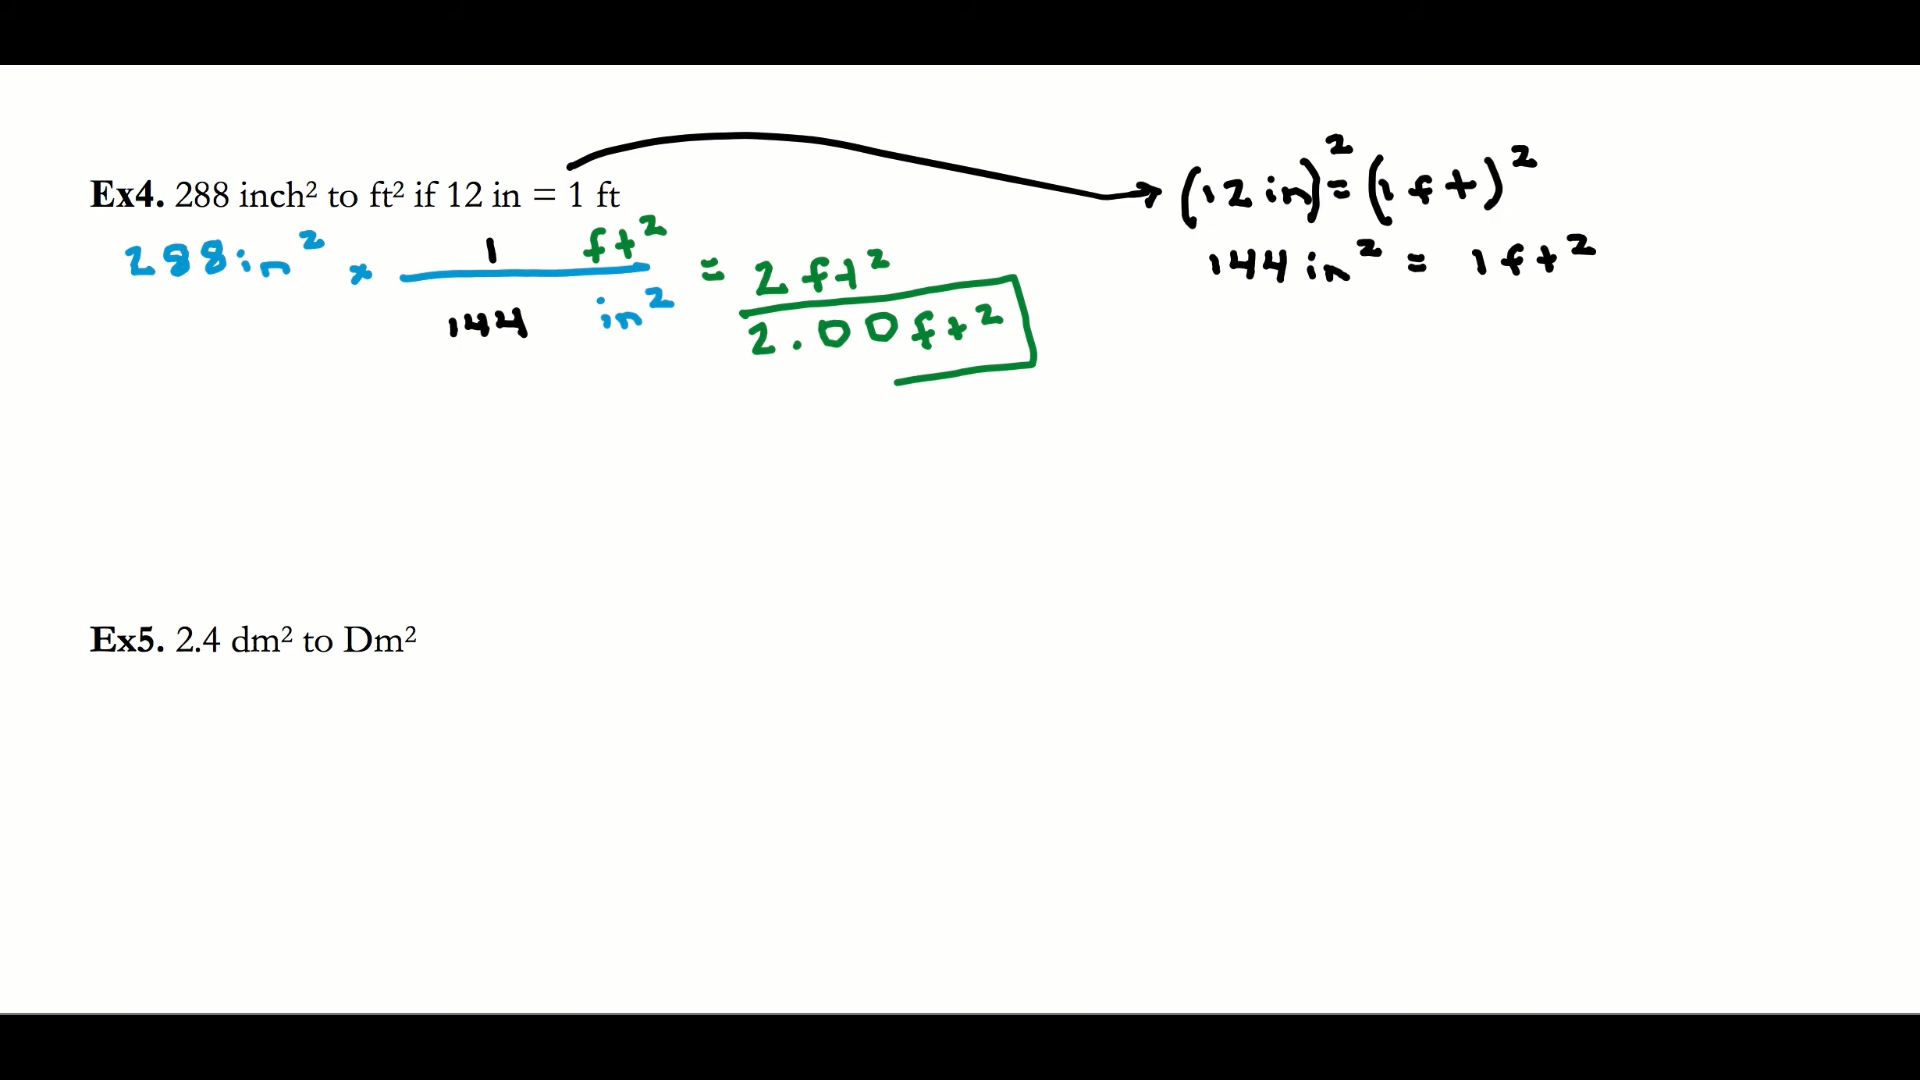 Ex4. 288 inch² to ft² if 12 in = 1 ft
(12 in)² = (1 ft)²
144 in² = 1 ft²
288 in² × 1 ft² / 144 in² = 2 ft²
2.00 ft²
Ex5. 2.4 dm² to Dm²